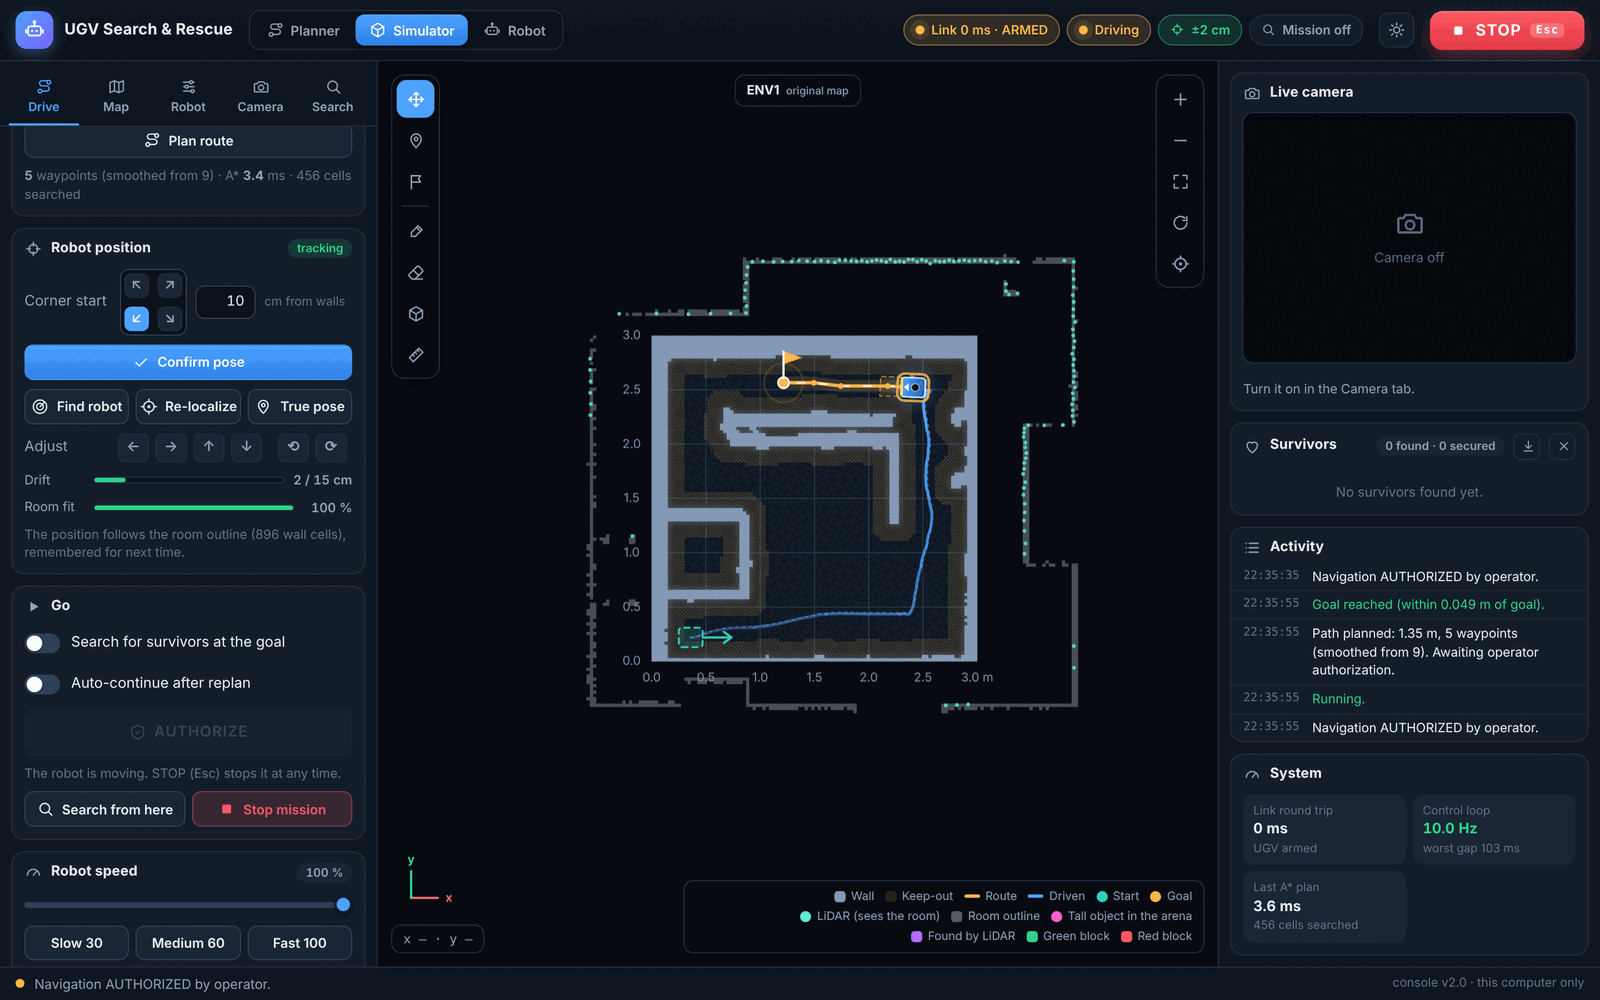 UGV Search & Rescue
Planner
Simulator
Robot
Link 0 ms · ARMED
Driving
±2 cm
Mission off
STOP Esc
Drive
Map
Robot
Camera
Search
Plan route
5 waypoints (smoothed from 9) · A* 3.4 ms · 456 cells
searched
Robot position
tracking
Corner start
10
cm from walls
Confirm pose
Find robot
Re-localize
True pose
Adjust
Drift
2 / 15 cm
Room fit
100 %
The position follows the room outline (896 wall cells),
remembered for next time.
Go
Search for survivors at the goal
Auto-continue after replan
AUTHORIZE
The robot is moving. STOP (Esc) stops it at any time.
Search from here
Stop mission
Robot speed
100 %
Slow 30
Medium 60
Fast 100
ENV1 original map
3.0
2.5
2.0
1.5
1.0
0.5
0.0
0.0 0.5 1.0 1.5 2.0 2.5 3.0 m
y
x
x – · y –
Wall Keep-out Route Driven Start Goal
LiDAR (sees the room) Room outline Tall object in the arena
Found by LiDAR Green block Red block
Live camera
Camera off
Turn it on in the Camera tab.
Survivors
0 found · 0 secured
No survivors found yet.
Activity
22:35:35 Navigation AUTHORIZED by operator.
22:35:55 Goal reached (within 0.049 m of goal).
22:35:55 Path planned: 1.35 m, 5 waypoints
(smoothed from 9). Awaiting operator
authorization.
22:35:55 Running.
22:35:55 Navigation AUTHORIZED by operator.
System
Link round trip
0 ms
UGV armed
Control loop
10.0 Hz
worst gap 103 ms
Last A* plan
3.6 ms
456 cells searched
Navigation AUTHORIZED by operator.
console v2.0 · this computer only